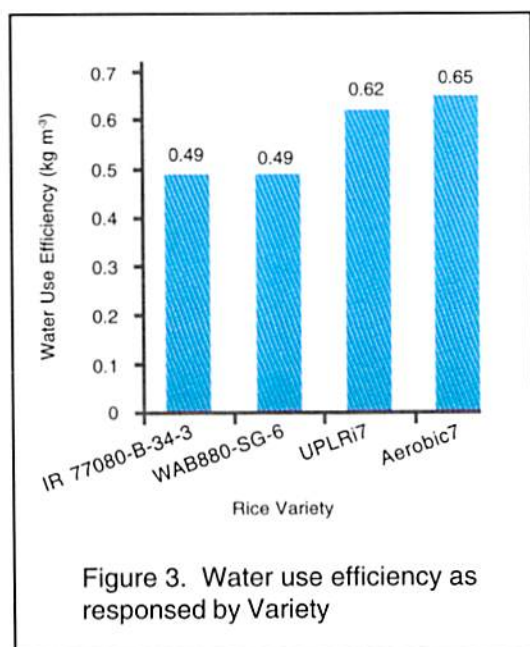 Water Use Efficiency (kg m⁻³)
0.7
0.6
0.5
0.4
0.3
0.2
0.1
0
0.49
0.49
0.62
0.65
IR 77080-B-34-3
WAB880-SG-6
UPLRi7
Aerobic7
Rice Variety
Figure 3. Water use efficiency as
responsed by Variety